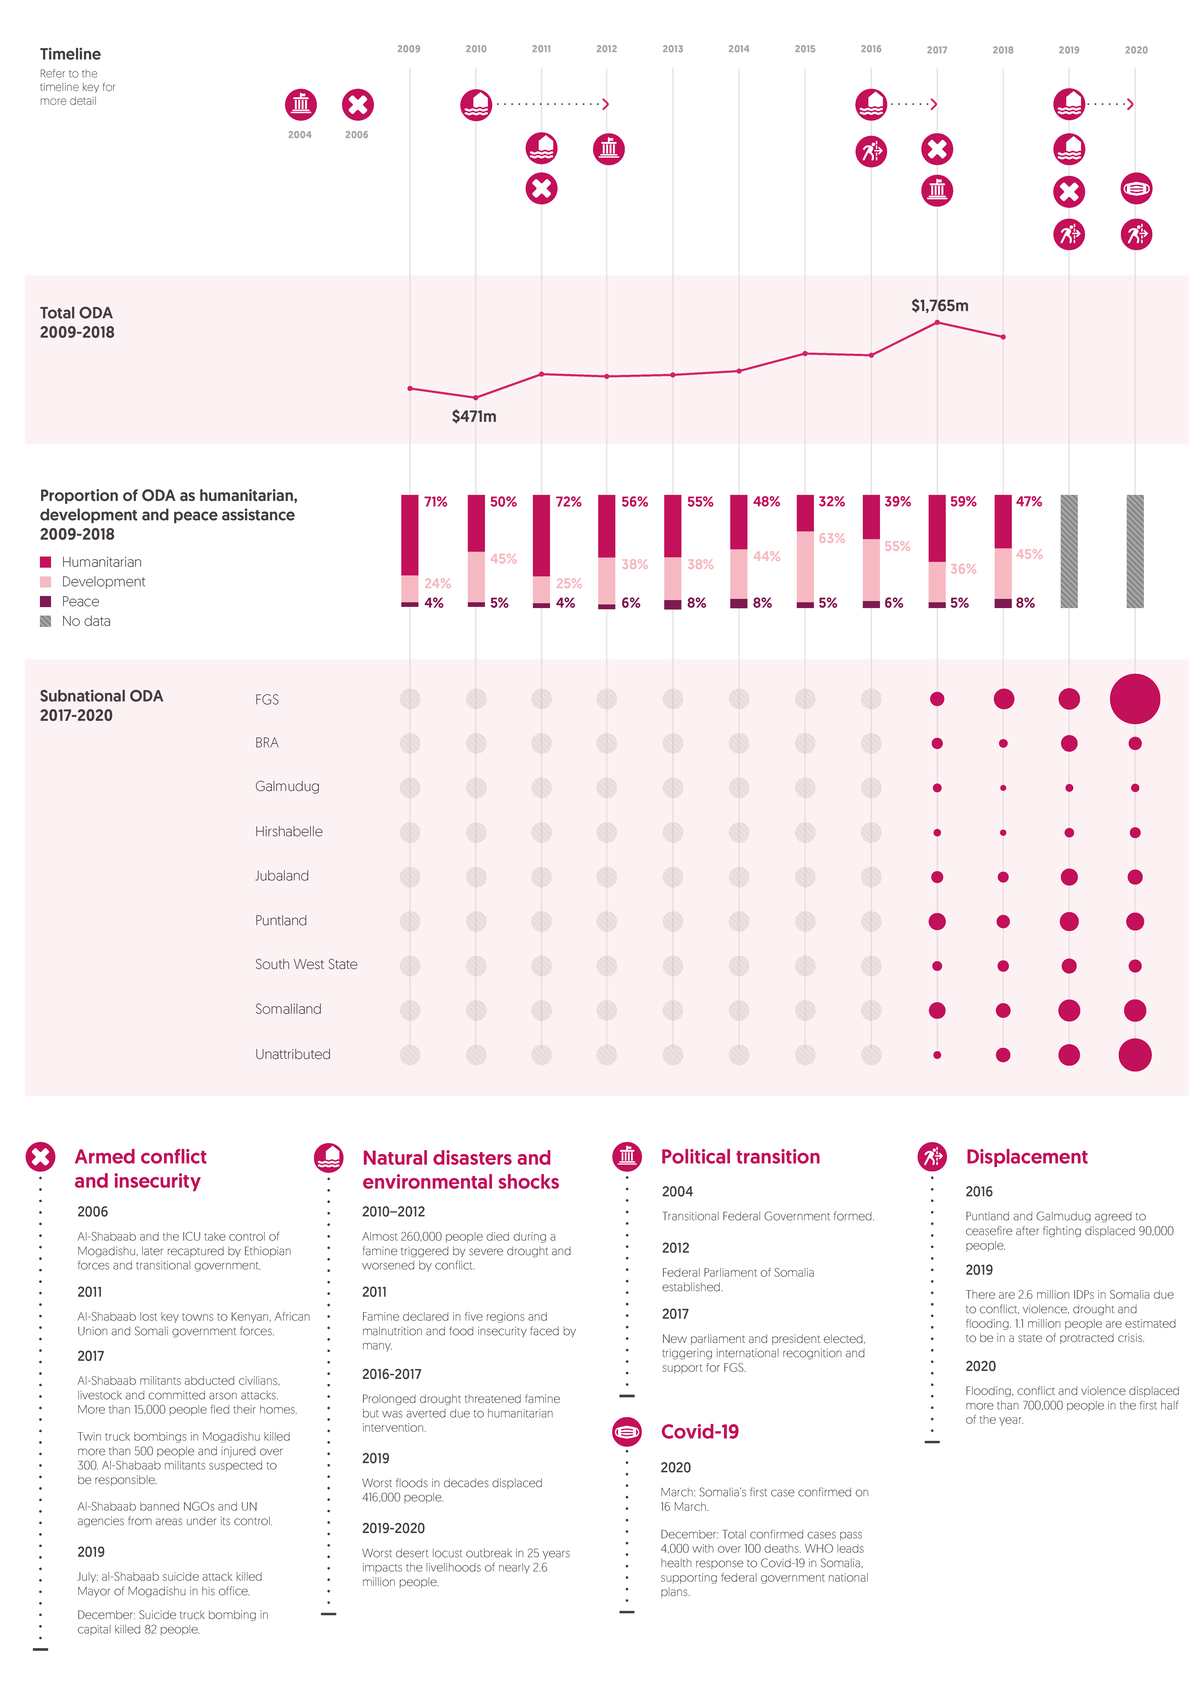 Timeline
Refer to the
timeline key for
more detail
2009 2010 2011 2012 2013 2014 2015 2016 2017 2018 2019 2020
2004 2006
Total ODA
2009-2018
$1,765m
$471m
Proportion of ODA as humanitarian,
development and peace assistance
2009-2018
Humanitarian
Development
Peace
No data
71% 50% 72% 56% 55% 48% 32% 39% 59% 47%
24% 45% 25% 38% 38% 44% 63% 55% 36% 45%
4% 5% 4% 6% 8% 8% 5% 6% 5% 8%
Subnational ODA
2017-2020
FGS
BRA
Galmudug
Hirshabelle
Jubaland
Puntland
South West State
Somaliland
Unattributed
Armed conflict
and insecurity
2006
Al-Shabaab and the ICU take control of
Mogadishu, later recaptured by Ethiopian
forces and transitional government.
2011
Al-Shabaab lost key towns to Kenyan, African
Union and Somali government forces.
2017
Al-Shabaab militants abducted civilians,
livestock and committed arson attacks.
More than 15,000 people fled their homes.
Twin truck bombings in Mogadishu killed
more than 500 people and injured over
300. Al-Shabaab militants suspected to
be responsible.
Al-Shabaab banned NGOs and UN
agencies from areas under its control.
2019
July: al-Shabaab suicide attack killed
Mayor of Mogadishu in his office.
December: Suicide truck bombing in
capital killed 82 people.
Natural disasters and
environmental shocks
2010–2012
Almost 260,000 people died during a
famine triggered by severe drought and
worsened by conflict.
2011
Famine declared in five regions and
malnutrition and food insecurity faced by
many.
2016-2017
Prolonged drought threatened famine
but was averted due to humanitarian
intervention.
2019
Worst floods in decades displaced
416,000 people.
2019-2020
Worst desert locust outbreak in 25 years
impacts the livelihoods of nearly 2.6
million people.
Political transition
2004
Transitional Federal Government formed.
2012
Federal Parliament of Somalia
established.
2017
New parliament and president elected,
triggering international recognition and
support for FGS.
Covid-19
2020
March: Somalia's first case confirmed on
16 March.
December: Total confirmed cases pass
4,000 with over 100 deaths. WHO leads
health response to Covid-19 in Somalia,
supporting federal government national
plans.
Displacement
2016
Puntland and Galmudug agreed to
ceasefire after fighting displaced 90,000
people.
2019
There are 2.6 million IDPs in Somalia due
to conflict, violence, drought and
flooding. 1.1 million people are estimated
to be in a state of protracted crisis.
2020
Flooding, conflict and violence displaced
more than 700,000 people in the first half
of the year.